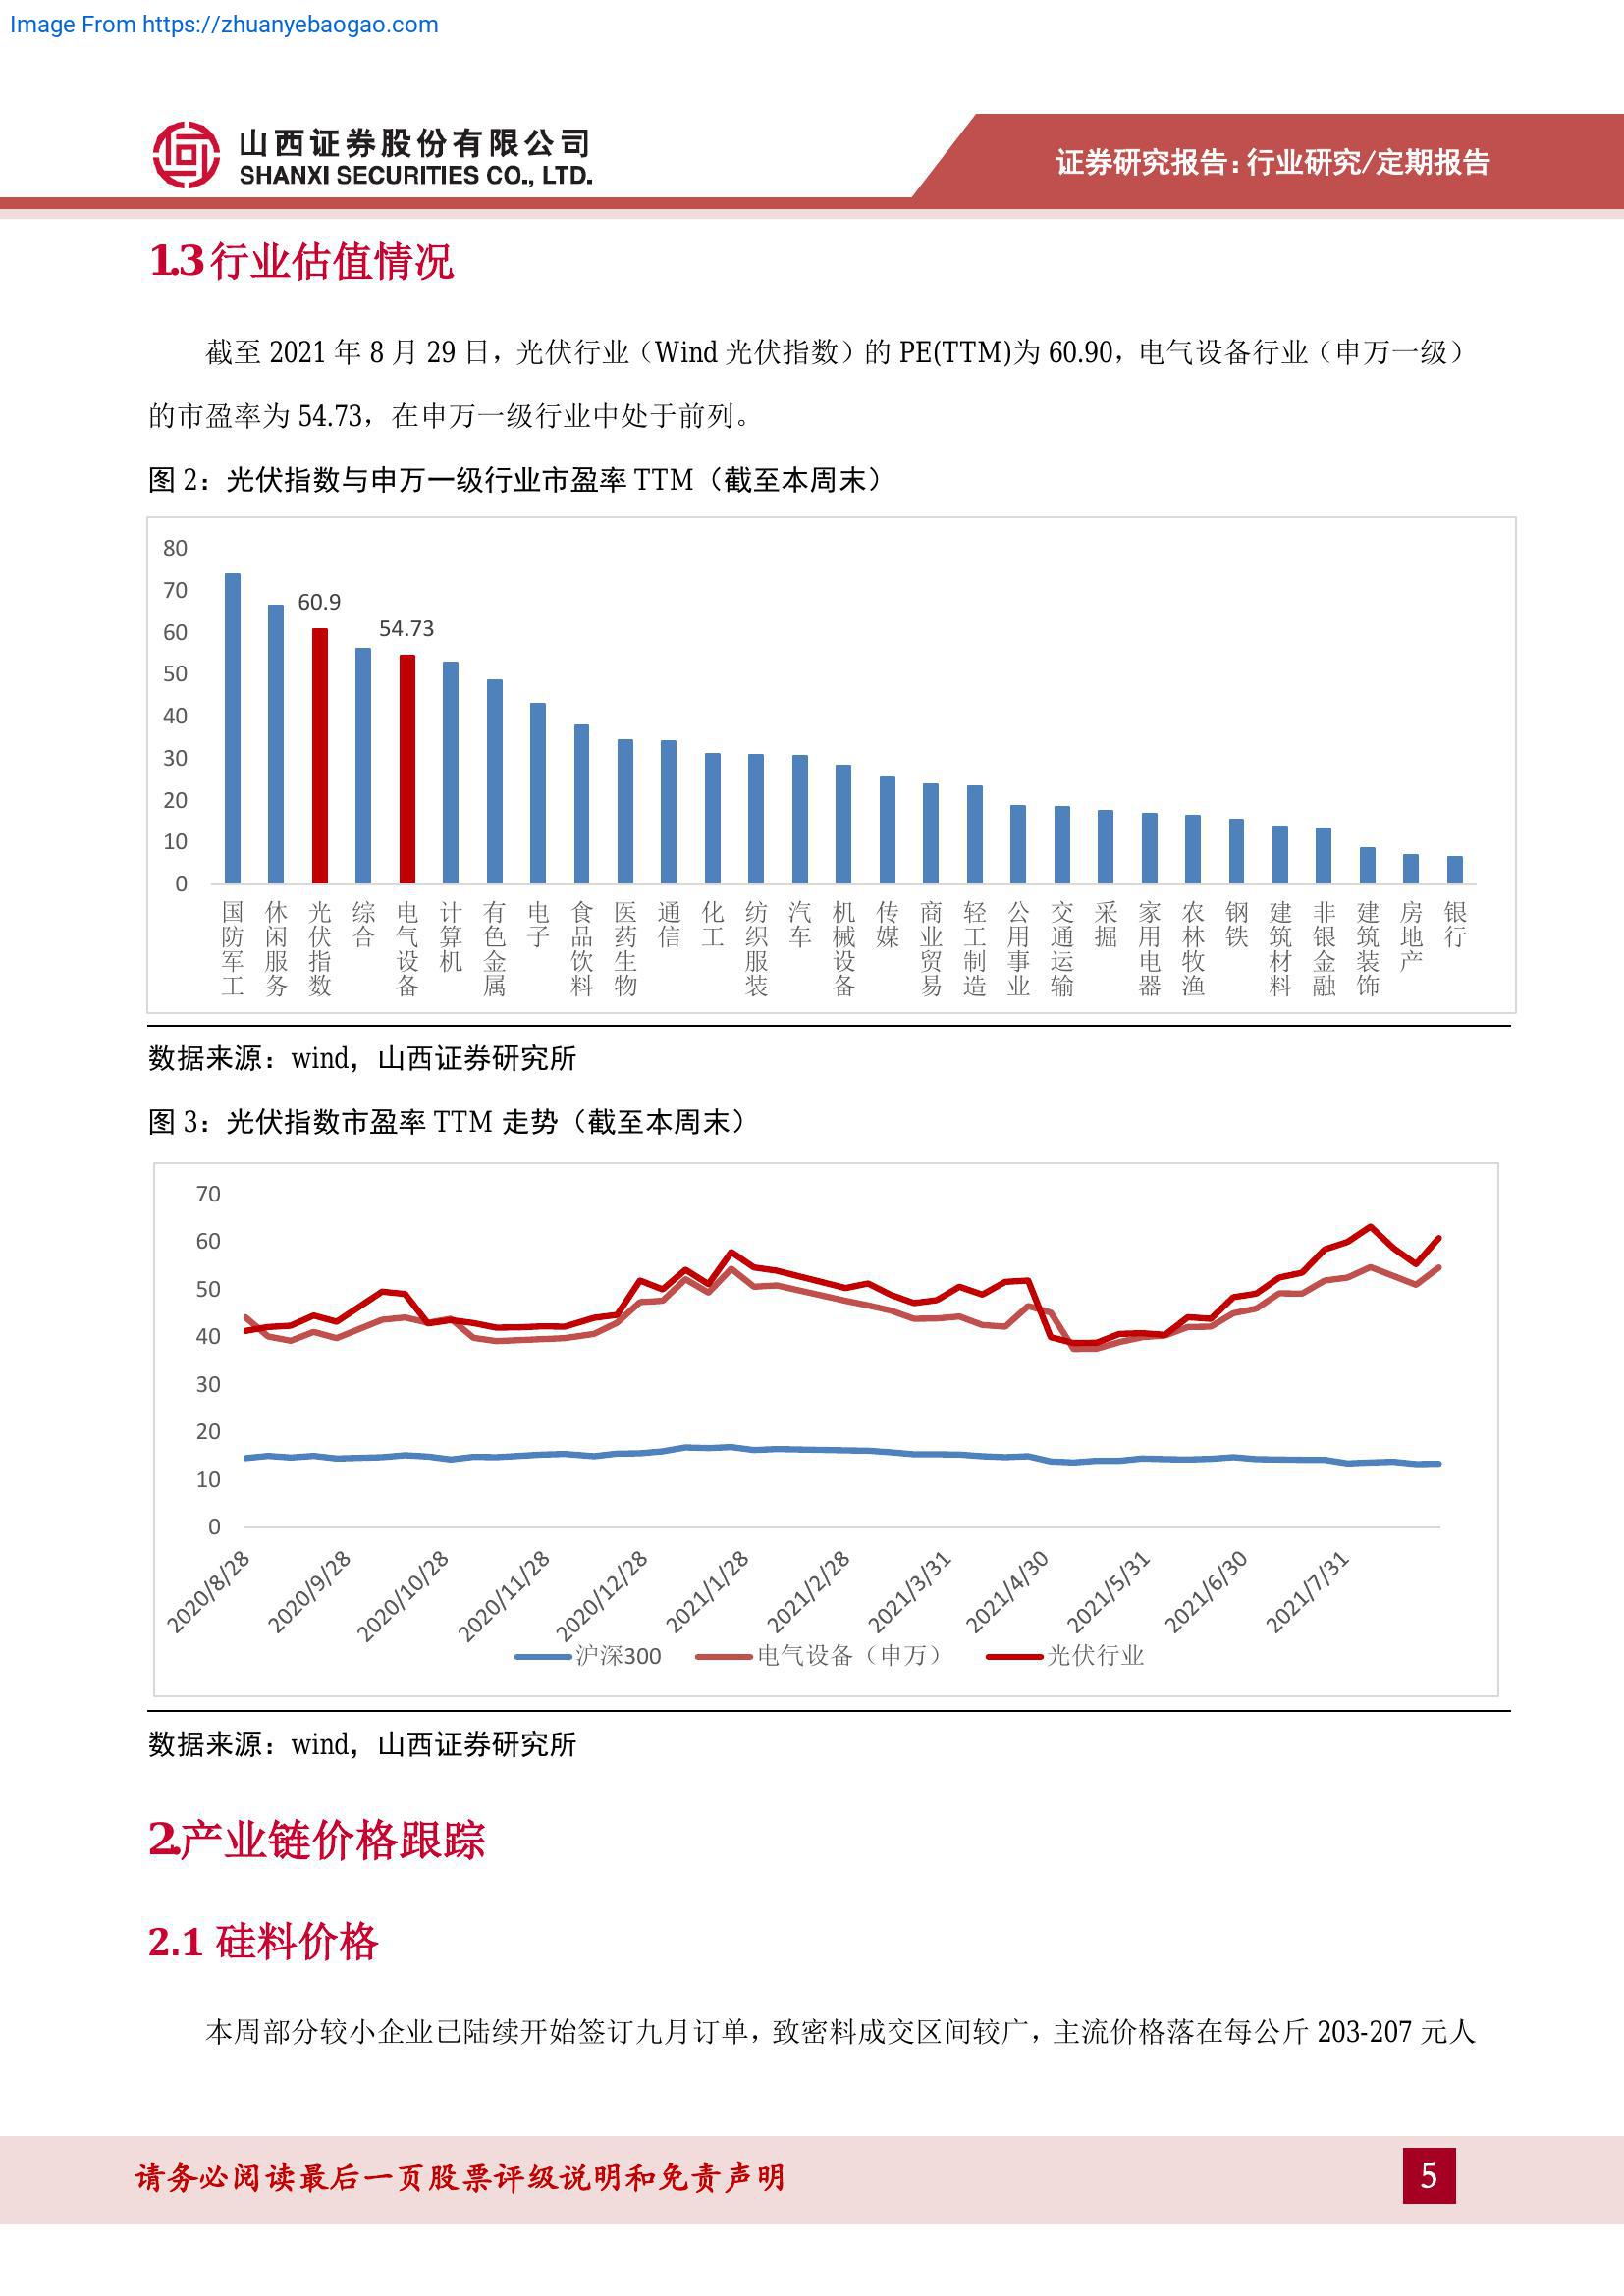 Image From https://zhuanyebaogao.com
山西证券股份有限公司
SHANXI SECURITIES CO., LTD.
证券研究报告:行业研究/定期报告
1.3行业估值情况
截至 2021 年 8 月 29 日，光伏行业（Wind 光伏指数）的 PE(TTM)为 60.90，电气设备行业（申万一级）
的市盈率为 54.73，在申万一级行业中处于前列。
图 2：光伏指数与申万一级行业市盈率 TTM（截至本周末）
80
70
60
50
40
30
20
10
0
60.9
54.73
国防军工
休闲服务
光伏指数
综合
电气设备
计算机
有色金属
电子
食品饮料
医药生物
通信
化工
纺织服装
汽车
机械设备
传媒
商业贸易
轻工制造
公用事业
交通运输
采掘
家用电器
农林牧渔
钢铁
建筑材料
非银金融
建筑装饰
房地产
银行
数据来源：wind，山西证券研究所
图 3：光伏指数市盈率 TTM 走势（截至本周末）
70
60
50
40
30
20
10
0
2020/8/28
2020/9/28
2020/10/28
2020/11/28
2020/12/28
2021/1/28
2021/2/28
2021/3/31
2021/4/30
2021/5/31
2021/6/30
2021/7/31
沪深300 电气设备（申万） 光伏行业
数据来源：wind，山西证券研究所
2.产业链价格跟踪
2.1 硅料价格
本周部分较小企业已陆续开始签订九月订单，致密料成交区间较广，主流价格落在每公斤 203-207 元人
请务必阅读最后一页股票评级说明和免责声明
5